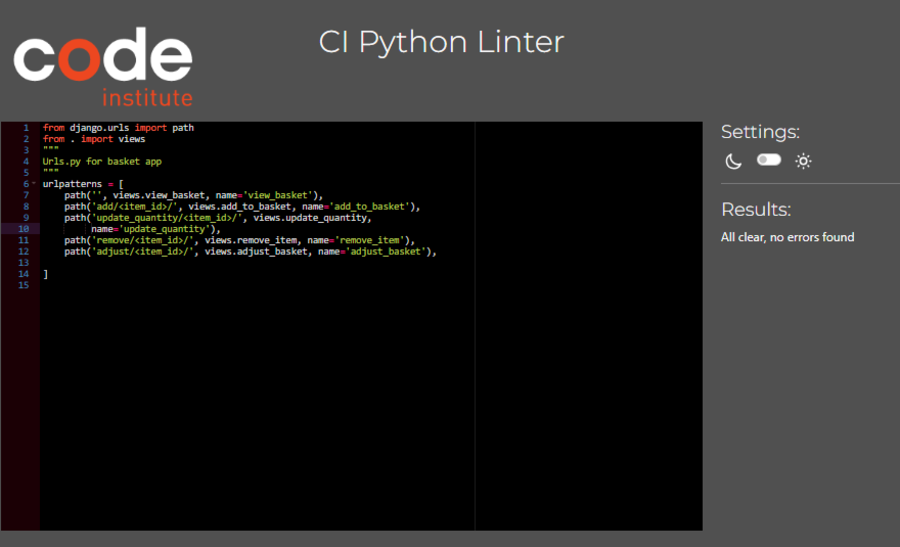 code
institute
CI Python Linter
1 from django.urls import path
2 from . import views
3 """
4 Urls.py for basket app
5 """
6 urlpatterns = [
7     path('', views.view_basket, name='view_basket'),
8     path('add/<item_id>/', views.add_to_basket, name='add_to_basket'),
9     path('update_quantity/<item_id>/', views.update_quantity,
10         name='update_quantity'),
11     path('remove/<item_id>/', views.remove_item, name='remove_item'),
12     path('adjust/<item_id>/', views.adjust_basket, name='adjust_basket'),
13
14 ]
15
Settings:
Results:
All clear, no errors found